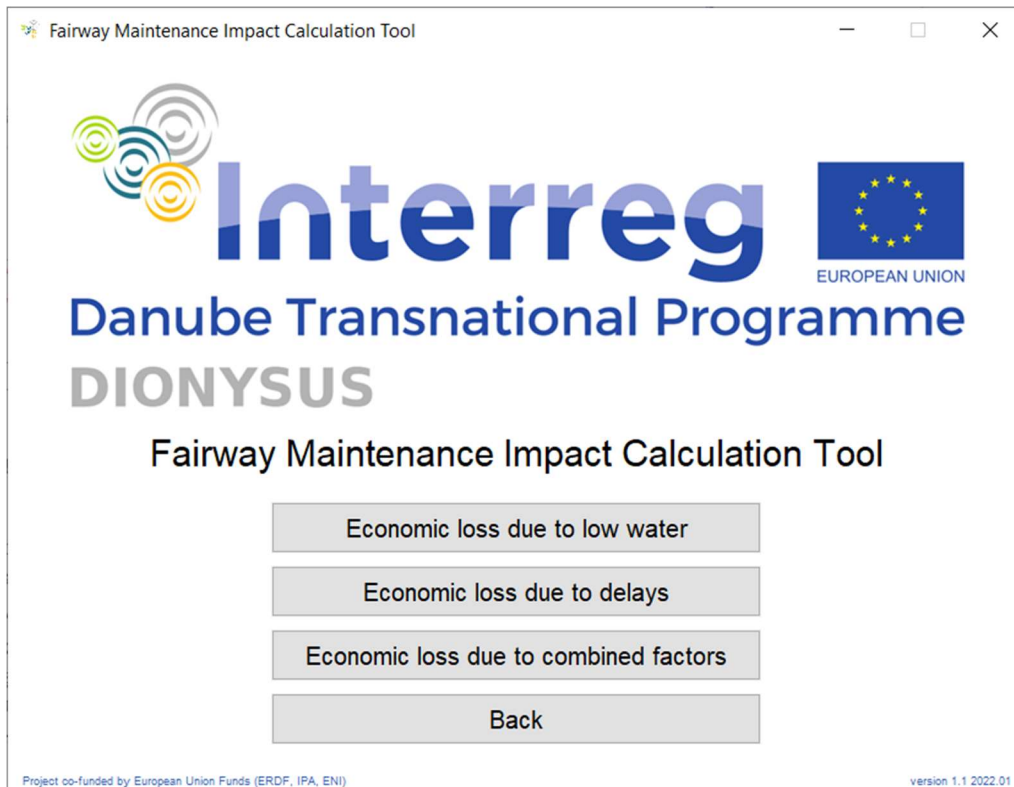 Fairway Maintenance Impact Calculation Tool
Interreg
EUROPEAN UNION
Danube Transnational Programme
DIONYSUS
Fairway Maintenance Impact Calculation Tool
Economic loss due to low water
Economic loss due to delays
Economic loss due to combined factors
Back
Project co-funded by European Union Funds (ERDF, IPA, ENI)
version 1.1 2022.01